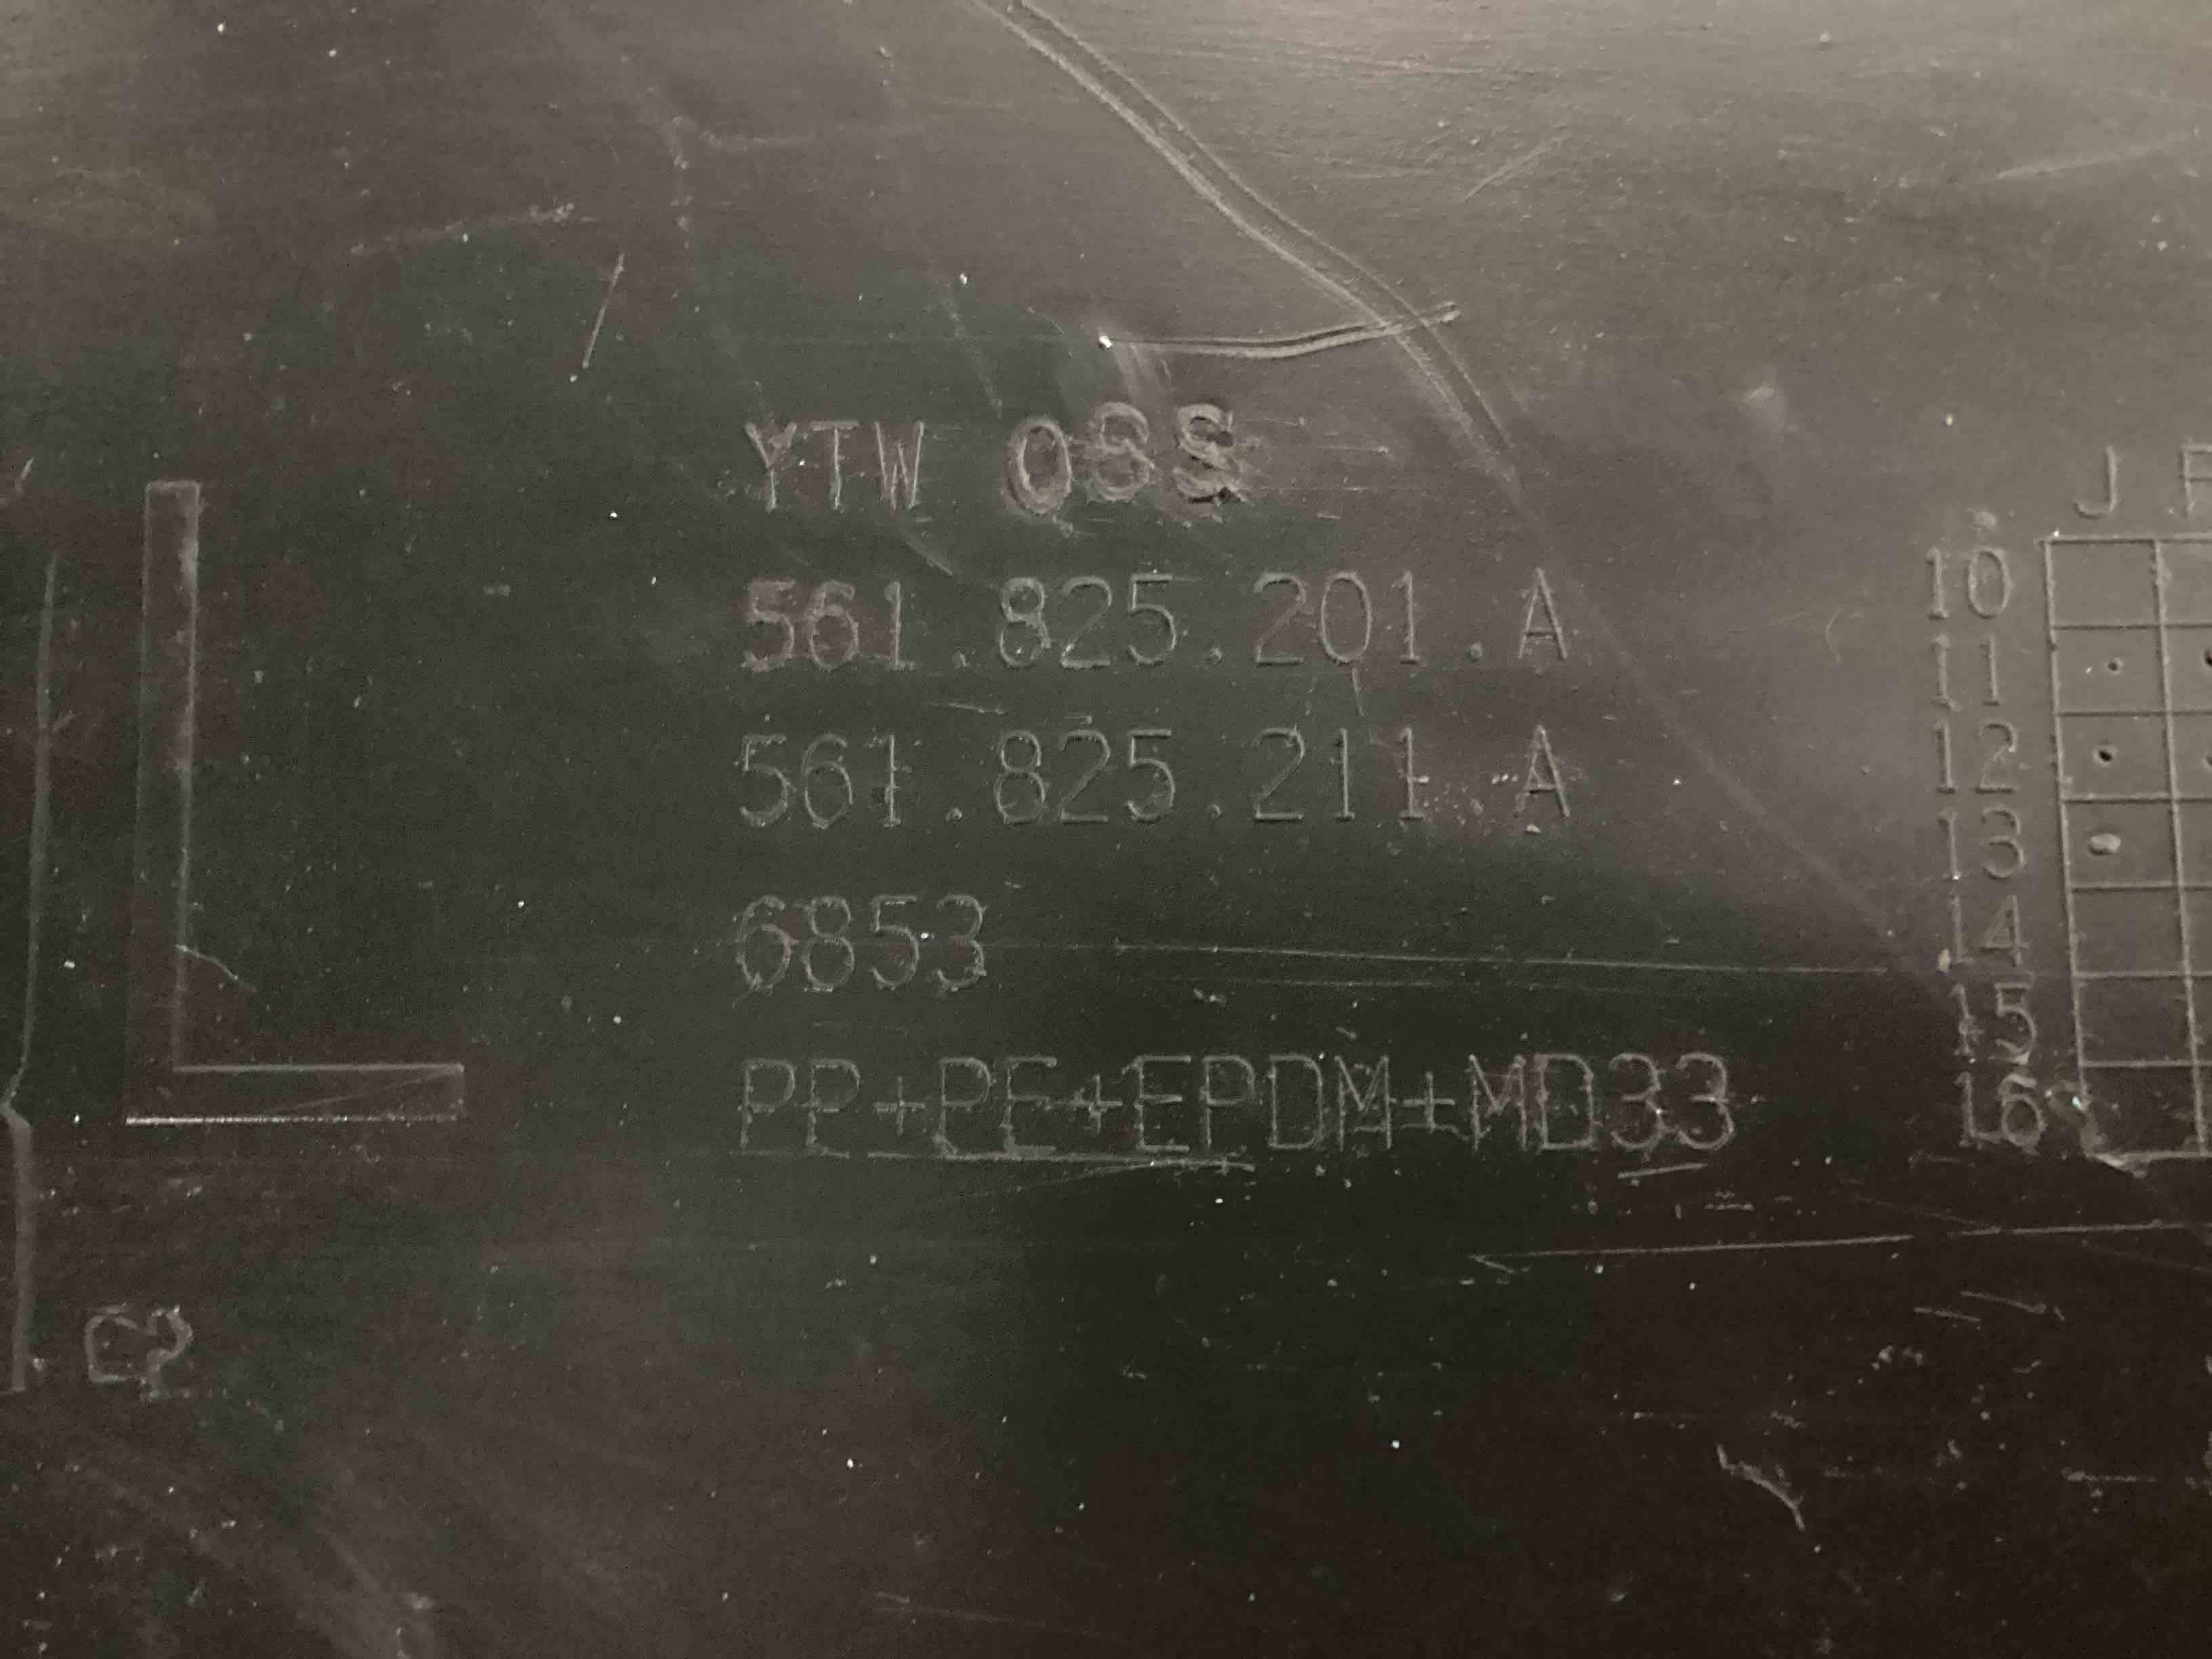 YTW
561.825.201.A
561.825.211.A
6853
PP+PE+EPDM+MD33
L
C2
J F
10
11
12
13
14
15
16